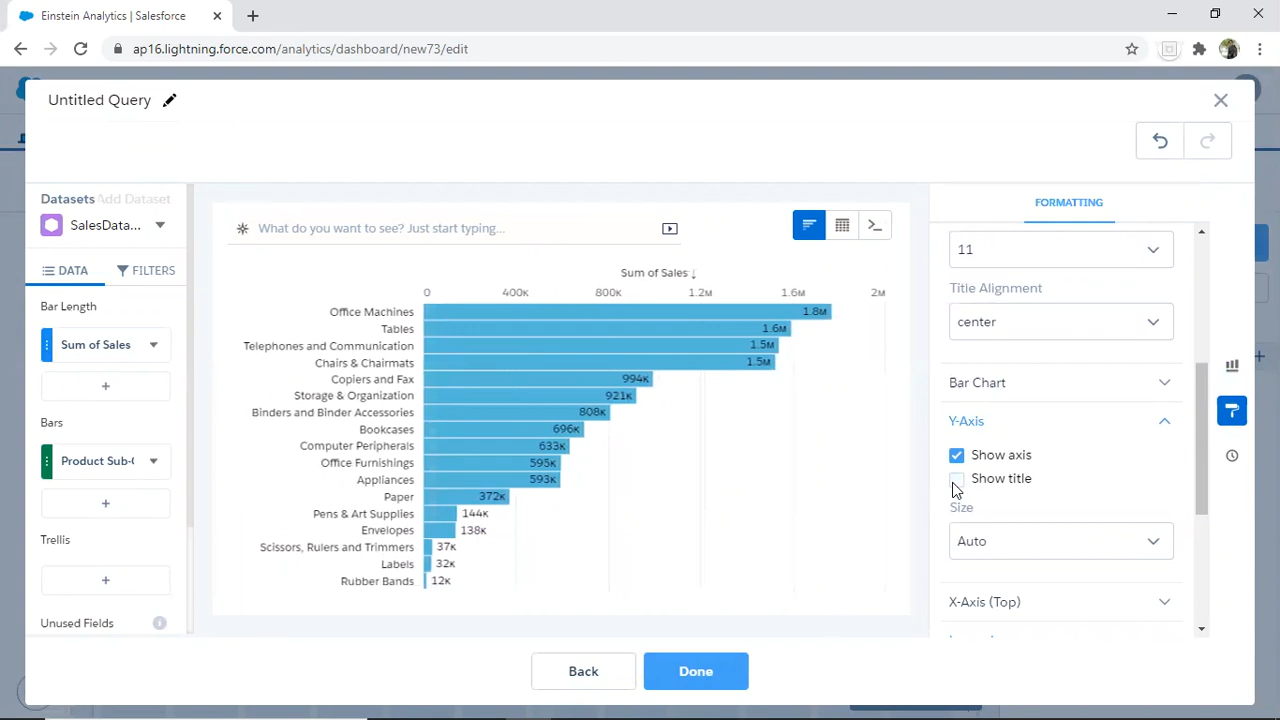 Einstein Analytics | Salesforce
ap16.lightning.force.com/analytics/dashboard/new73/edit
Untitled Query
Datasets Add Dataset
SalesData...
DATA
FILTERS
Bar Length
Sum of Sales
+
Bars
Product Sub-(
+
Trellis
+
Unused Fields
What do you want to see? Just start typing...
Sum of Sales ↓
0 400K 800K 1.2M 1.6M 2M
Office Machines 1.8M
Tables 1.6M
Telephones and Communication 1.5M
Chairs & Chairmats 1.5M
Copiers and Fax 994K
Storage & Organization 921K
Binders and Binder Accessories 808K
Bookcases 696K
Computer Peripherals 633K
Office Furnishings 595K
Appliances 593K
Paper 372K
Pens & Art Supplies 144K
Envelopes 138K
Scissors, Rulers and Trimmers 37K
Labels 32K
Rubber Bands 12K
FORMATTING
11
Title Alignment
center
Bar Chart
Y-Axis
Show axis
Show title
Size
Auto
X-Axis (Top)
Back
Done